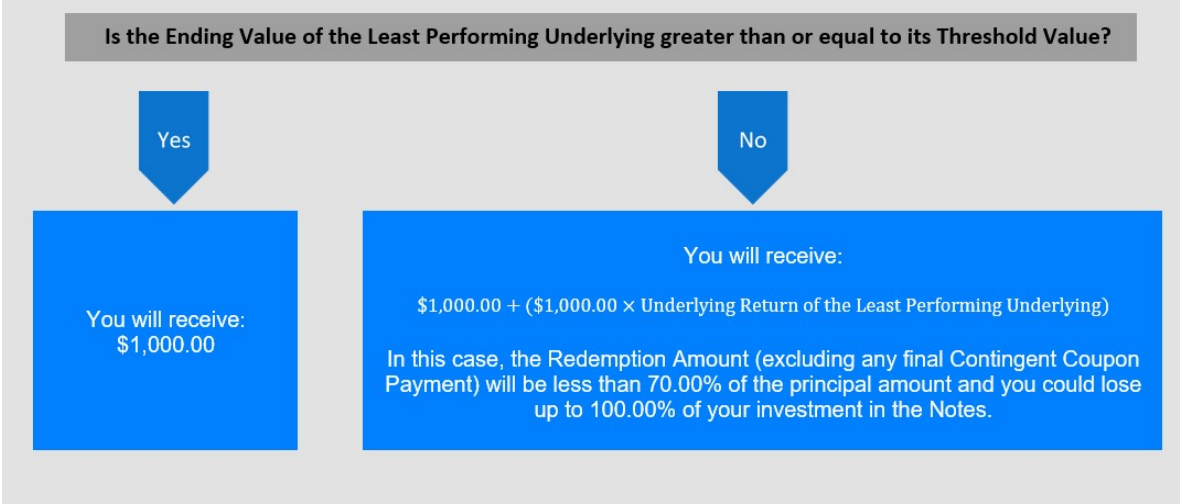 Is the Ending Value of the Least Performing Underlying greater than or equal to its Threshold Value?
Yes
No
You will receive:
$1,000.00
You will receive:
$1,000.00 + ($1,000.00 × Underlying Return of the Least Performing Underlying)
In this case, the Redemption Amount (excluding any final Contingent Coupon
Payment) will be less than 70.00% of the principal amount and you could lose
up to 100.00% of your investment in the Notes.